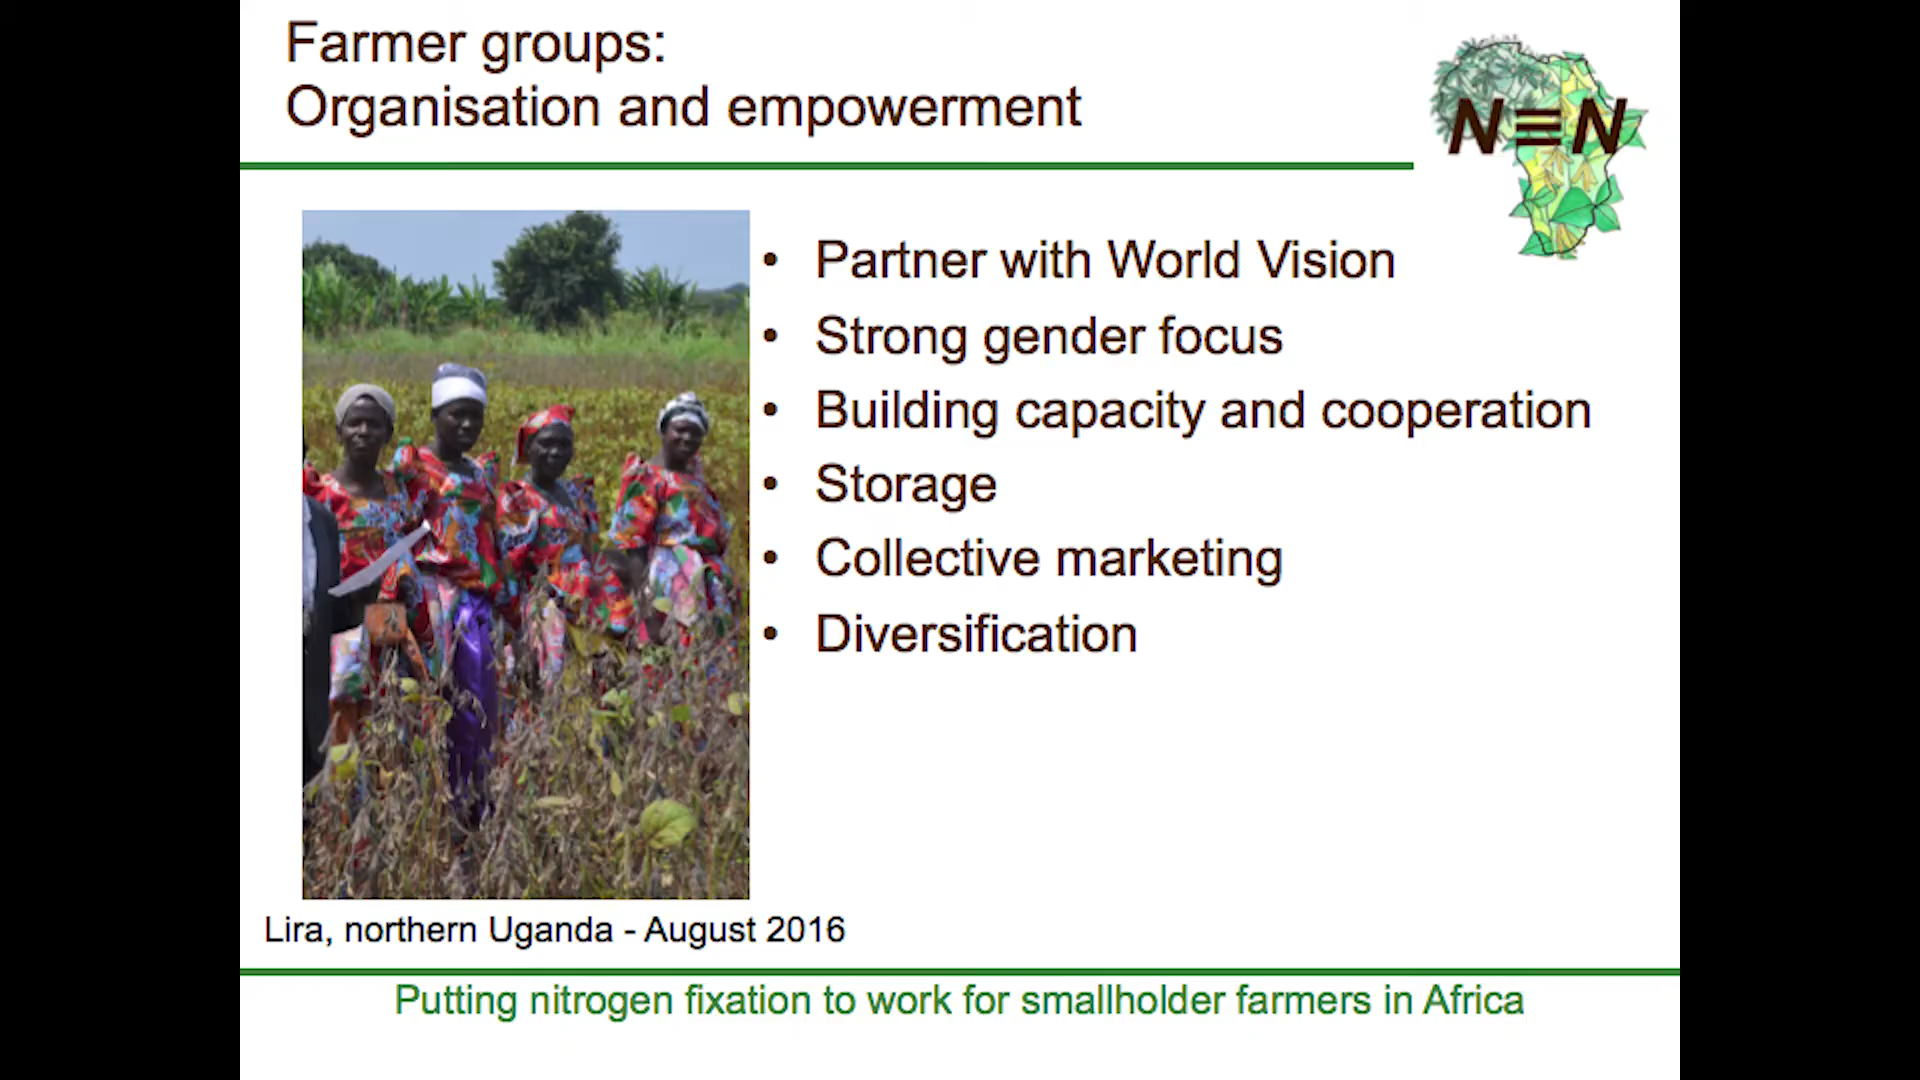 Farmer groups:
Organisation and empowerment
N≡N
• Partner with World Vision
• Strong gender focus
• Building capacity and cooperation
• Storage
• Collective marketing
• Diversification
Lira, northern Uganda - August 2016
Putting nitrogen fixation to work for smallholder farmers in Africa